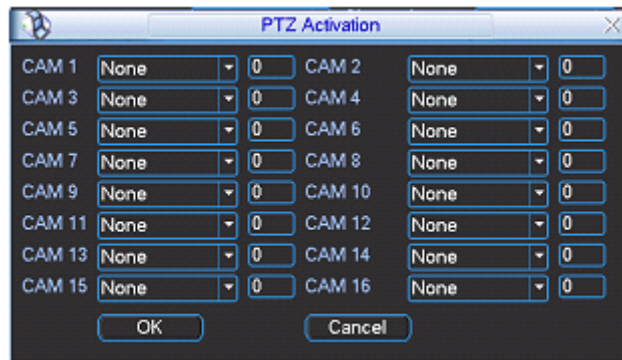 PTZ Activation
CAM 1 None 0 CAM 2 None 0
CAM 3 None 0 CAM 4 None 0
CAM 5 None 0 CAM 6 None 0
CAM 7 None 0 CAM 8 None 0
CAM 9 None 0 CAM 10 None 0
CAM 11 None 0 CAM 12 None 0
CAM 13 None 0 CAM 14 None 0
CAM 15 None 0 CAM 16 None 0
OK Cancel